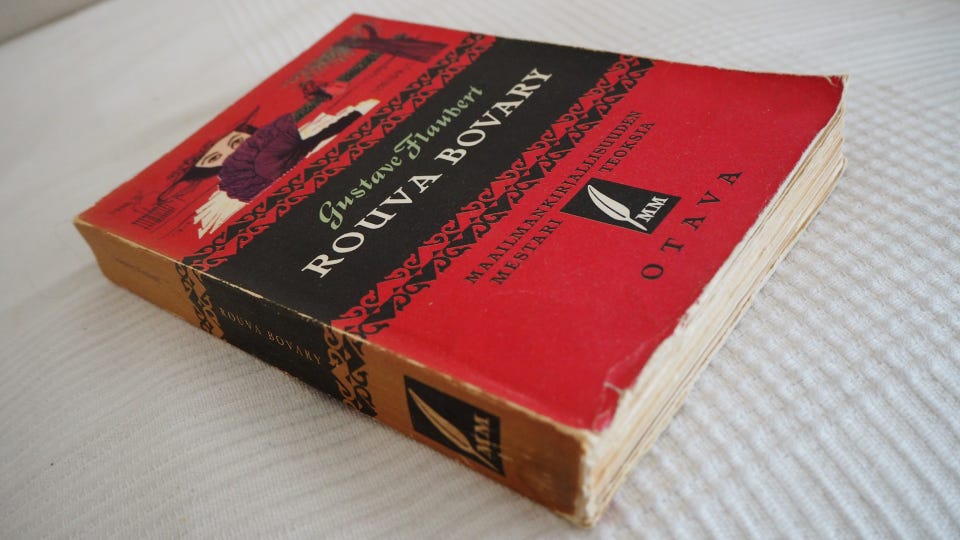 Gustave Flaubert
ROUVA BOVARY
MAAILMANKIRJALLISUUDEN
MESTARI TEOKSIA
MM
OTAVA
ROUVA BOVARY
MM